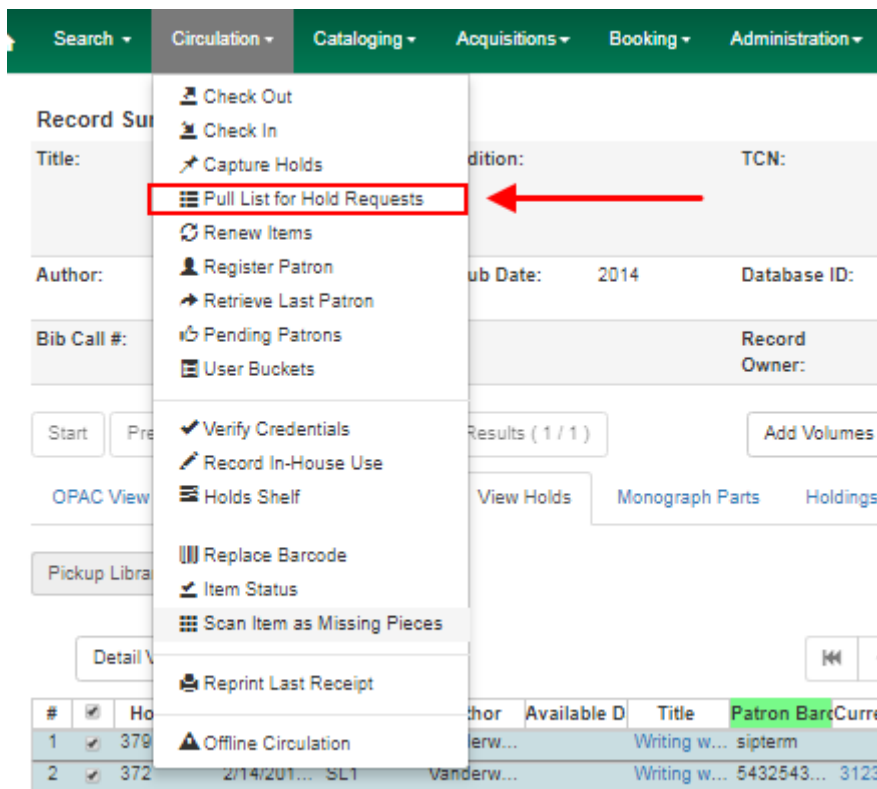 Search Circulation Cataloging Acquisitions Booking Administration
Check Out
Record Sur
Check In
Title: dition: TCN:
Capture Holds
Pull List for Hold Requests
Renew Items
Register Patron
Author: ub Date: 2014 Database ID:
Retrieve Last Patron
Pending Patrons
Bib Call #: Record
Owner:
User Buckets
Start Pre Verify Credentials Results ( 1 / 1 ) Add Volumes
Record In-House Use
OPAC View Holds Shelf View Holds Monograph Parts Holdings
Replace Barcode
Pickup Libra
Item Status
Scan Item as Missing Pieces
Detail V
Reprint Last Receipt
# Ho thor Available D Title Patron Barc Curre
1 379 Offline Circulation lerw... Writing w... sipterm
2 372 2/14/201... SL1 Vanderw... Writing w... 5432543... 3123